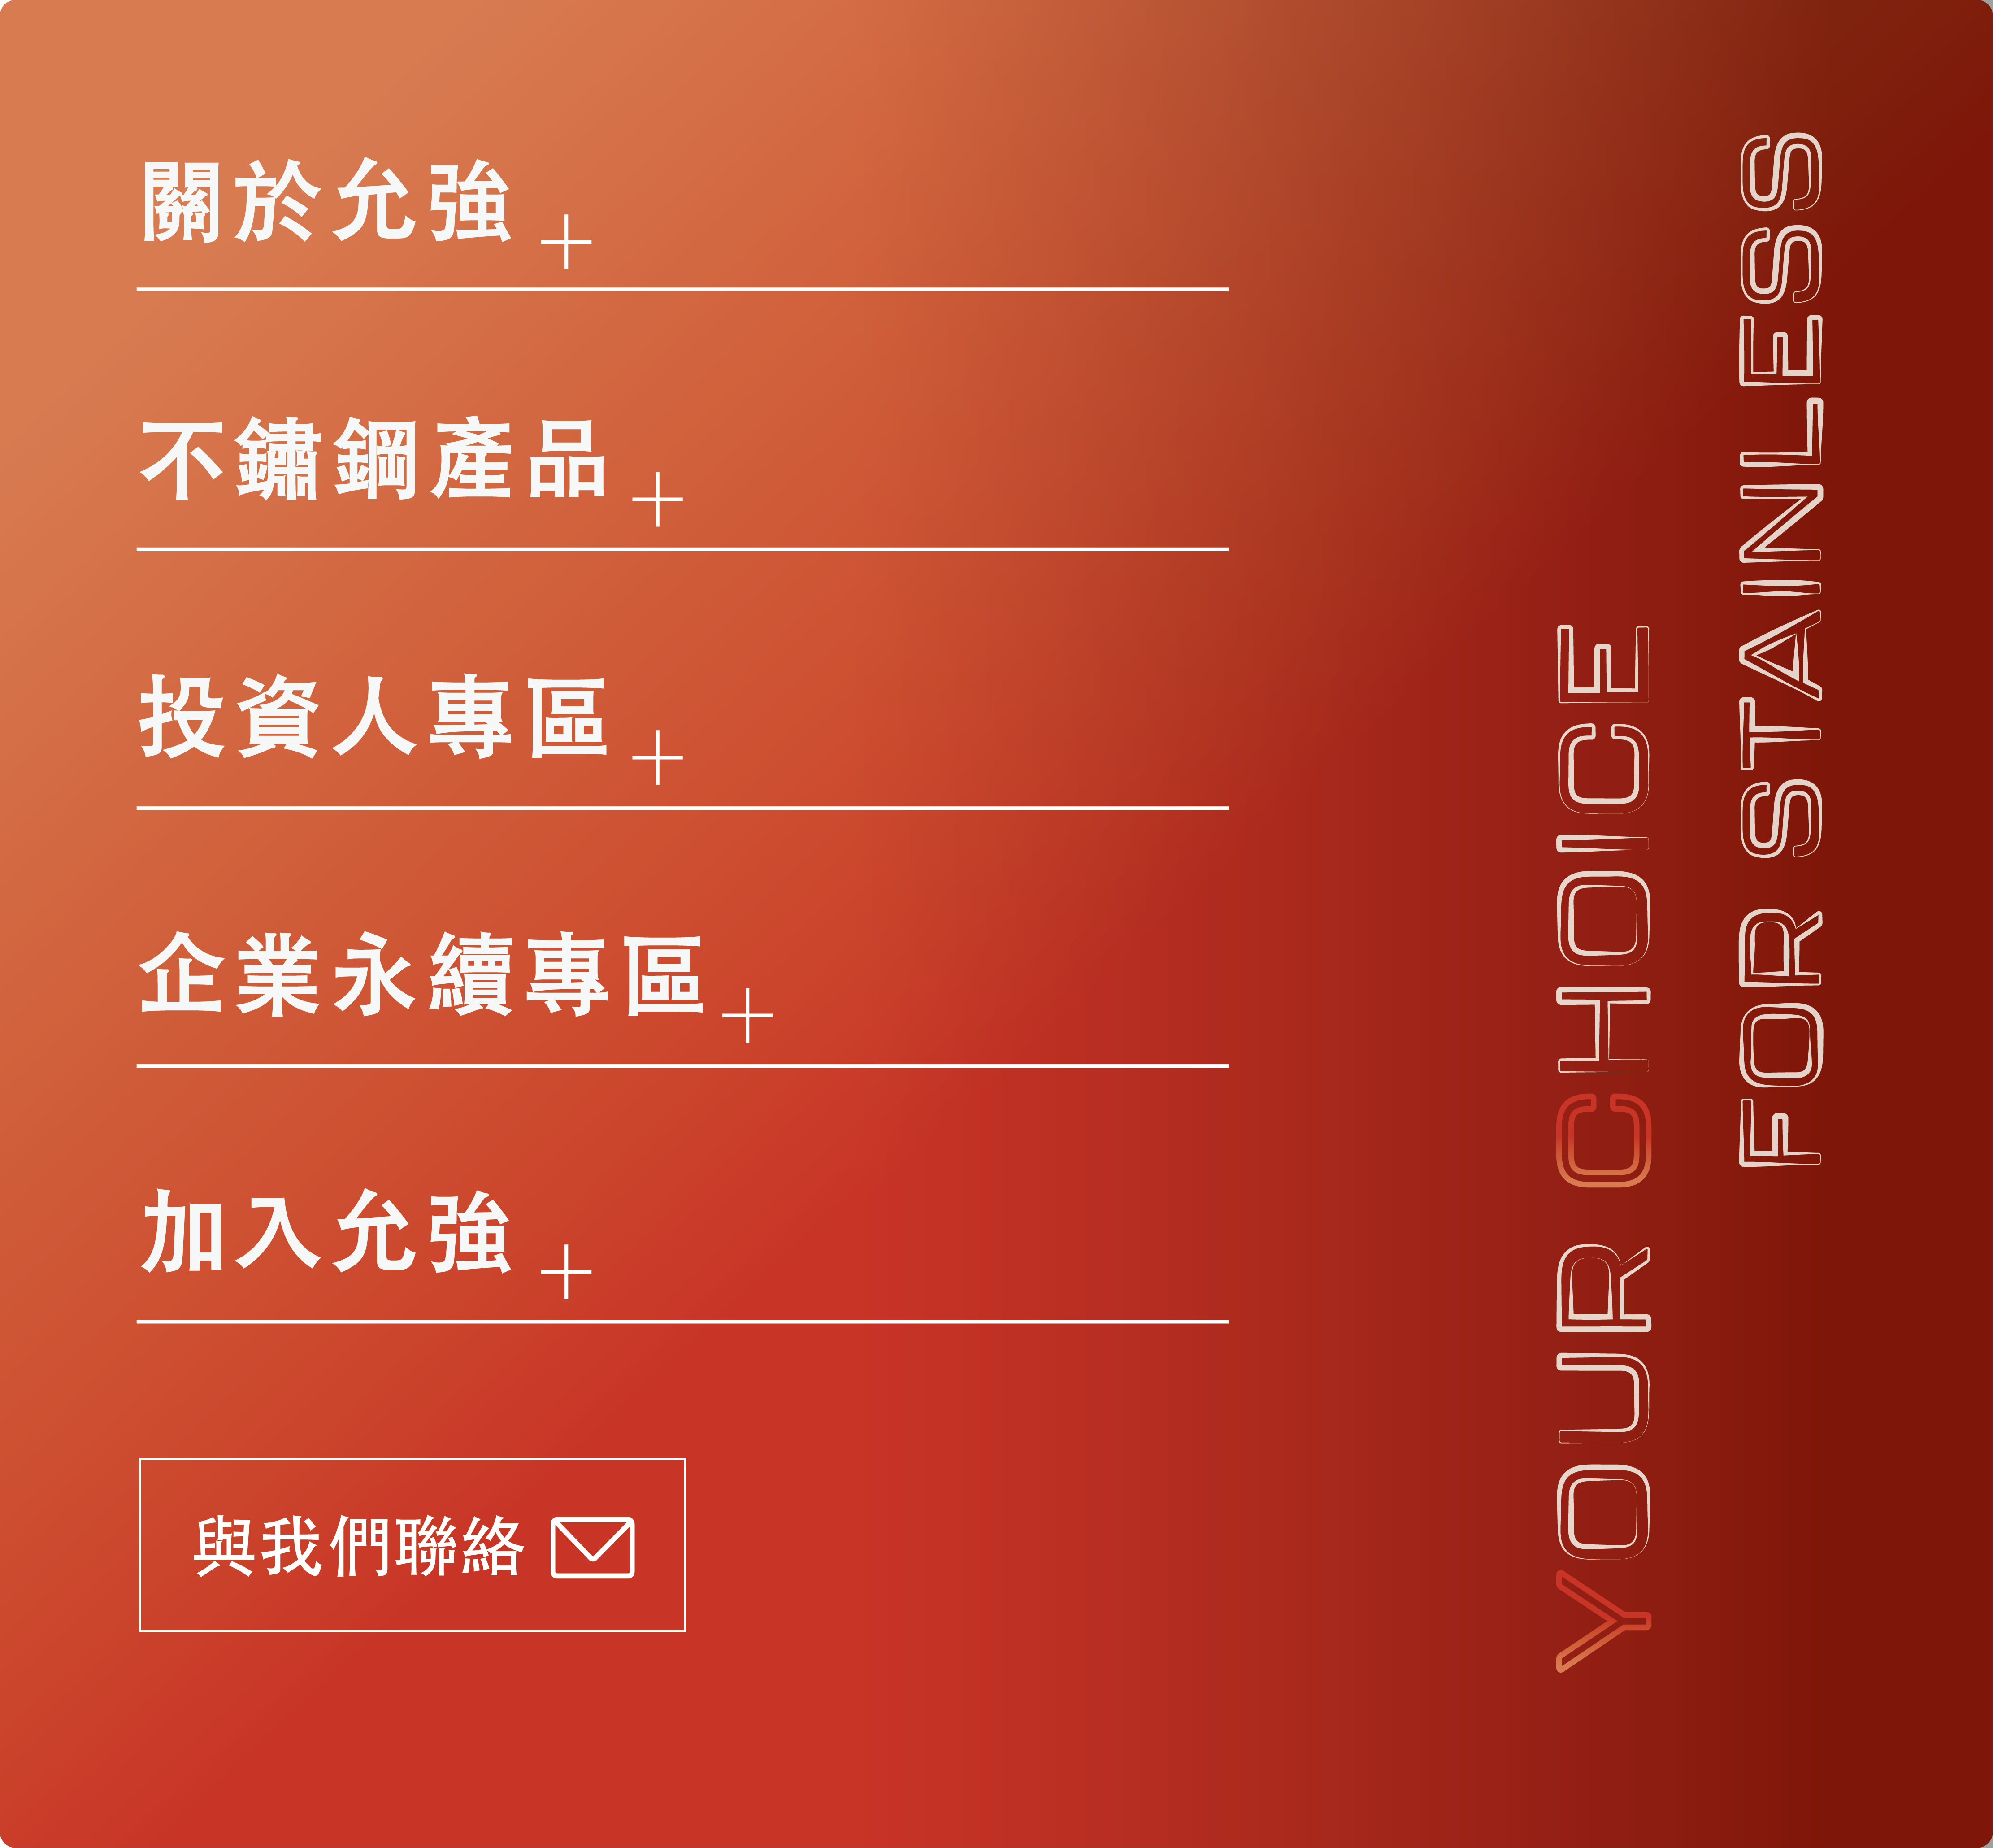 關於允強
不鏽鋼產品
投資人專區
企業永續專區
加入允強
與我們聯絡
YOUR CHOICE
FOR STAINLESS